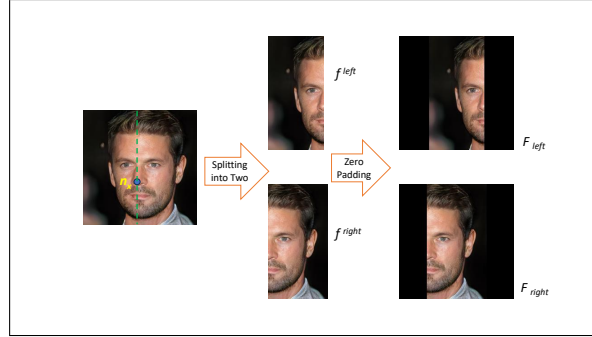 f left
Splitting
into Two
n x
Zero
Padding
F left
f right
F right